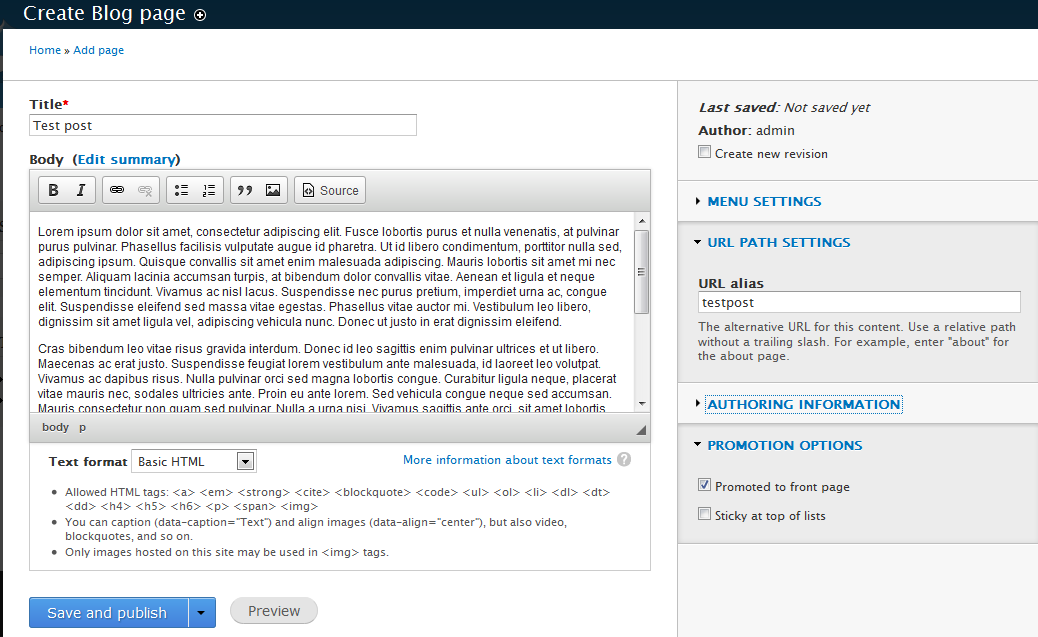 Create Blog page
Home » Add page
Title*
Test post
Body (Edit summary)
B I Source
Lorem ipsum dolor sit amet, consectetur adipiscing elit. Fusce lobortis purus et nulla venenatis, at pulvinar
purus pulvinar. Phasellus facilisis vulputate augue id pharetra. Ut id libero condimentum, porttitor nulla sed,
adipiscing ipsum. Quisque convallis sit amet enim malesuada adipiscing. Mauris lobortis sit amet mi nec
semper. Aliquam lacinia accumsan turpis, at bibendum dolor convallis vitae. Aenean et ligula et neque
elementum tincidunt. Vivamus ac nisl lacus. Suspendisse nec purus pretium, imperdiet urna ac, congue
elit. Suspendisse eleifend sed massa vitae egestas. Phasellus vitae auctor mi. Vestibulum leo libero,
dignissim sit amet ligula vel, adipiscing vehicula nunc. Donec ut justo in erat dignissim eleifend.
Cras bibendum leo vitae risus gravida interdum. Donec id leo sagittis enim pulvinar ultrices et ut libero.
Maecenas ac erat justo. Suspendisse feugiat lorem vestibulum ante malesuada, id laoreet leo volutpat.
Vivamus ac dapibus risus. Nulla pulvinar orci sed magna lobortis congue. Curabitur ligula neque, placerat
vitae mauris nec, sodales ultricies ante. Proin eu ante lorem. Sed vehicula congue neque sed accumsan.
Mauris consectetur non quam sed pulvinar. Nulla a urna nisi. Vivamus sagittis ante orci, sit amet lobortis
body p
Text format Basic HTML
More information about text formats ?
• Allowed HTML tags: <a> <em> <strong> <cite> <blockquote> <code> <ul> <ol> <li> <dl> <dt>
<dd> <h4> <h5> <h6> <p> <span> <img>
• You can caption (data-caption="Text") and align images (data-align="center"), but also video,
blockquotes, and so on.
• Only images hosted on this site may be used in <img> tags.
Save and publish
Preview
Last saved: Not saved yet
Author: admin
Create new revision
MENU SETTINGS
URL PATH SETTINGS
URL alias
testpost
The alternative URL for this content. Use a relative path
without a trailing slash. For example, enter "about" for
the about page.
AUTHORING INFORMATION
PROMOTION OPTIONS
Promoted to front page
Sticky at top of lists